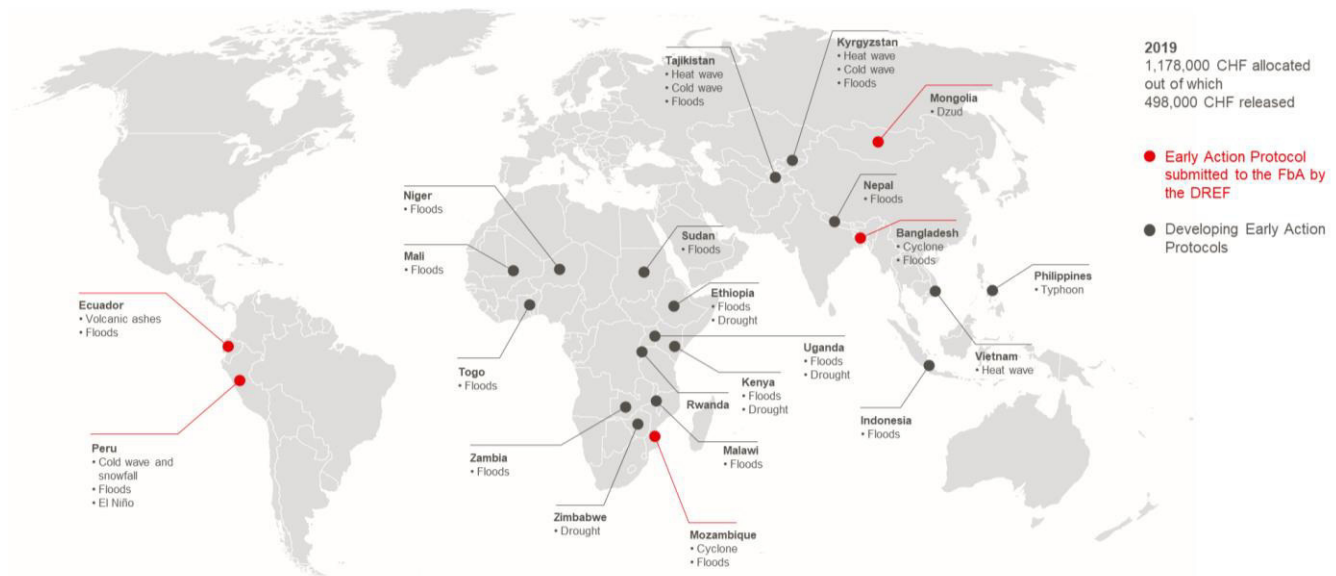 Kyrgyzstan
• Heat wave
• Cold wave
• Floods
Tajikistan
• Heat wave
• Cold wave
• Floods
Mongolia
• Dzud
2019
1,178,000 CHF allocated
out of which
498,000 CHF released
Early Action Protocol
submitted to the FbA by
the DREF
Developing Early Action
Protocols
Niger
• Floods
Mali
• Floods
Sudan
• Floods
Nepal
• Floods
Bangladesh
• Cyclone
• Floods
Philippines
• Typhoon
Ecuador
• Volcanic ashes
• Floods
Ethiopia
• Floods
• Drought
Togo
• Floods
Uganda
• Floods
• Drought
Kenya
• Floods
• Drought
Rwanda
Vietnam
• Heat wave
Indonesia
• Floods
Peru
• Cold wave and
snowfall
• Floods
• El Niño
Zambia
• Floods
Malawi
• Floods
Zimbabwe
• Drought
Mozambique
• Cyclone
• Floods